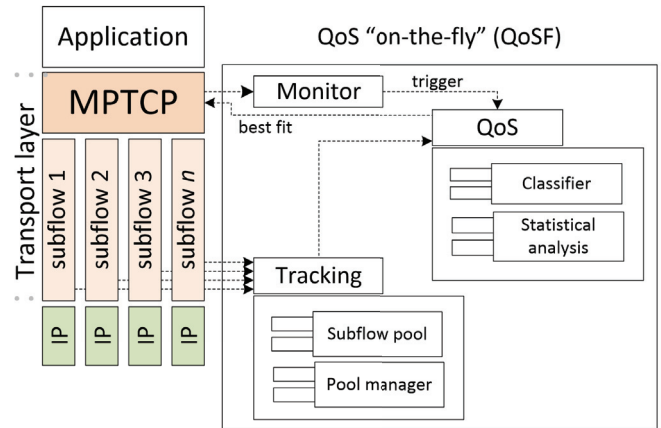 Application
QoS “on-the-fly” (QoSF)
MPTCP
Monitor
trigger
best fit
QoS
Transport layer
subflow 1
subflow 2
subflow 3
subflow n
Classifier
Statistical
analysis
Tracking
Subflow pool
Pool manager
IP
IP
IP
IP